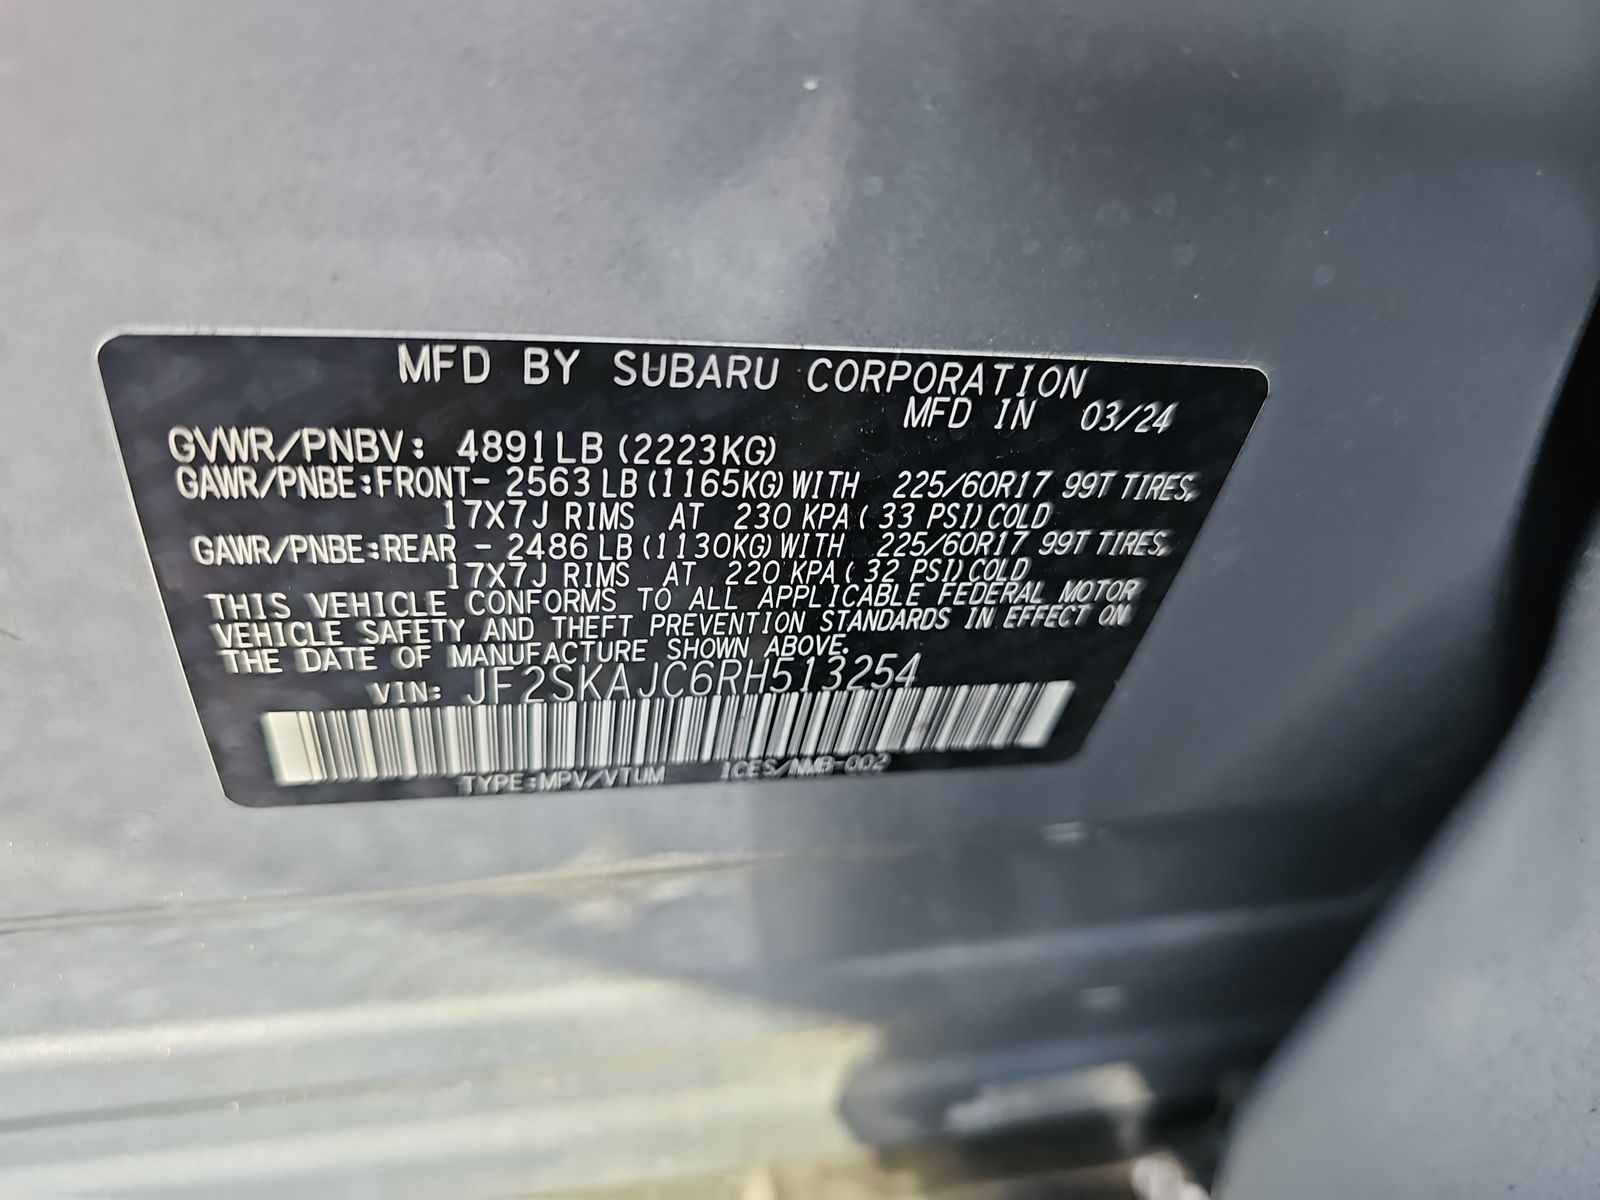 MFD BY SUBARU CORPORATION
MFD IN 03/24
GVWR/PNBV: 4891LB (2223KG)
GAWR/PNBE:FRONT- 2563LB(1165KG)WITH 225/60R17 99T TIRES,
17X7J RIMS AT 230 KPA( 33 PSI)COLD
GAWR/PNBE:REAR - 2486LB(1130KG)WITH 225/60R17 99T TIRES,
17X7J RIMS AT 220 KPA( 32 PSI)COLD
THIS VEHICLE CONFORMS TO ALL APPLICABLE FEDERAL MOTOR
VEHICLE SAFETY AND THEFT PREVENTION STANDARDS IN EFFECT ON
THE DATE OF MANUFACTURE SHOWN ABOVE.
VIN: JF2SKAJC6RH513254
TYPE:MPV/VTUM ICES/NMB-002